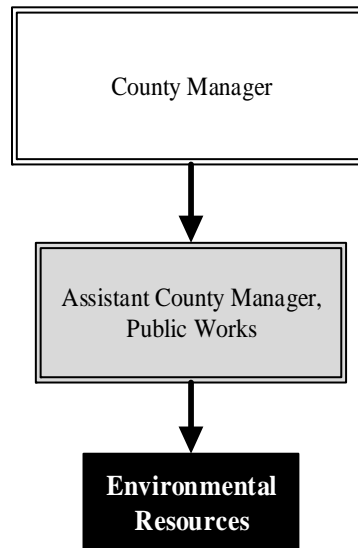 County Manager
Assistant County Manager,
Public Works
Environmental
Resources